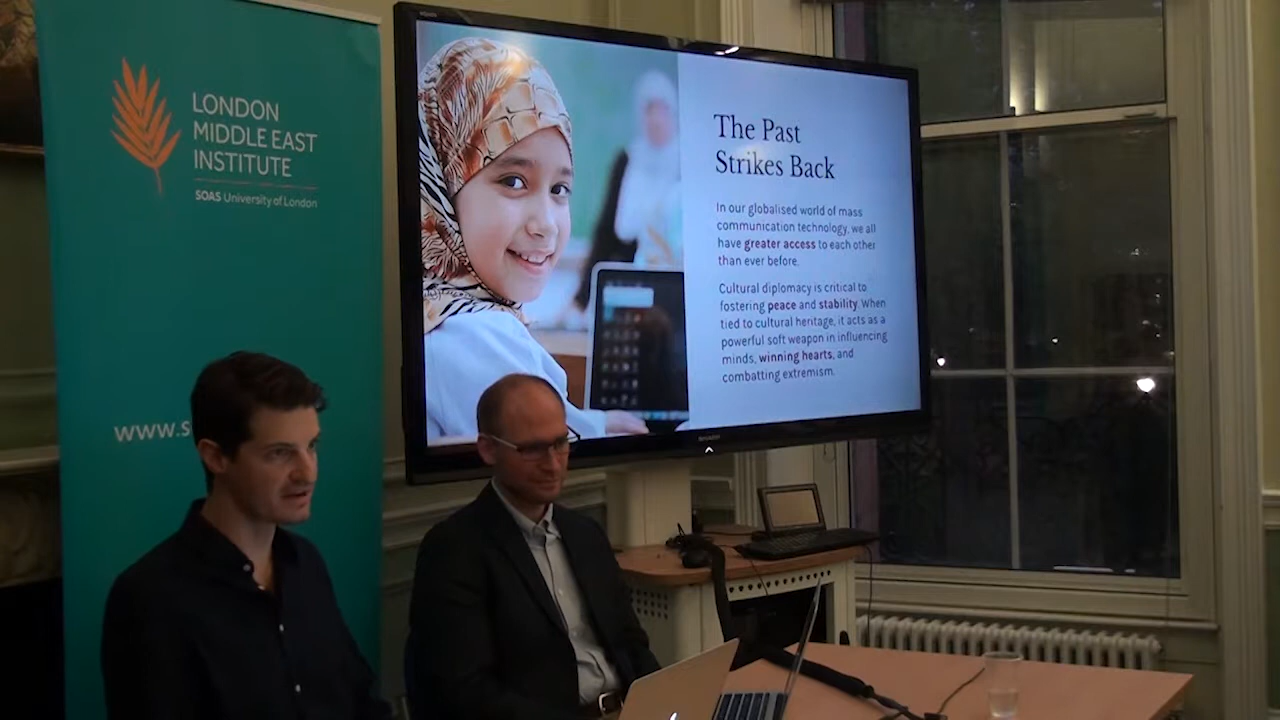 LONDON
MIDDLE EAST
INSTITUTE
SOAS University of London
www.s
The Past
Strikes Back
In our globalised world of mass
communication technology, we all
have greater access to each other
than ever before.
Cultural diplomacy is critical to
fostering peace and stability. When
tied to cultural heritage, it acts as a
powerful soft weapon in influencing
minds, winning hearts, and
combatting extremism.
SHARP